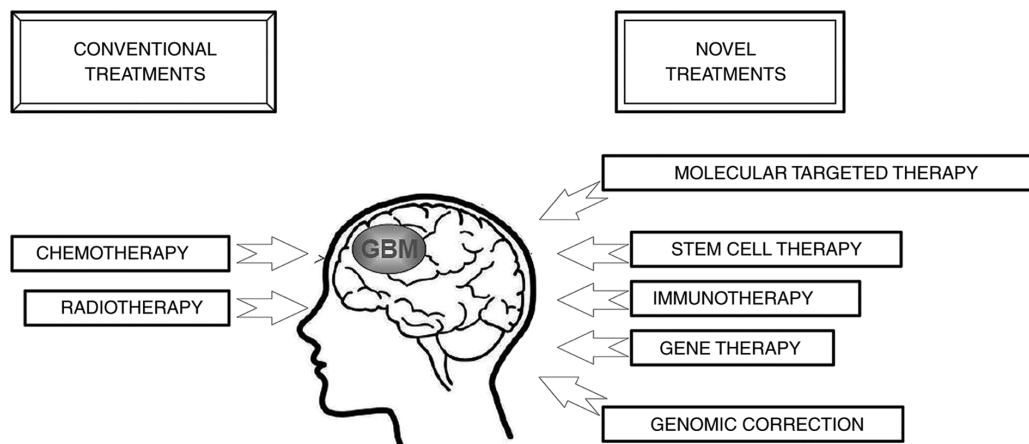 CONVENTIONAL
TREATMENTS
NOVEL
TREATMENTS
MOLECULAR TARGETED THERAPY
CHEMOTHERAPY
GBM
STEM CELL THERAPY
RADIOTHERAPY
IMMUNOTHERAPY
GENE THERAPY
GENOMIC CORRECTION